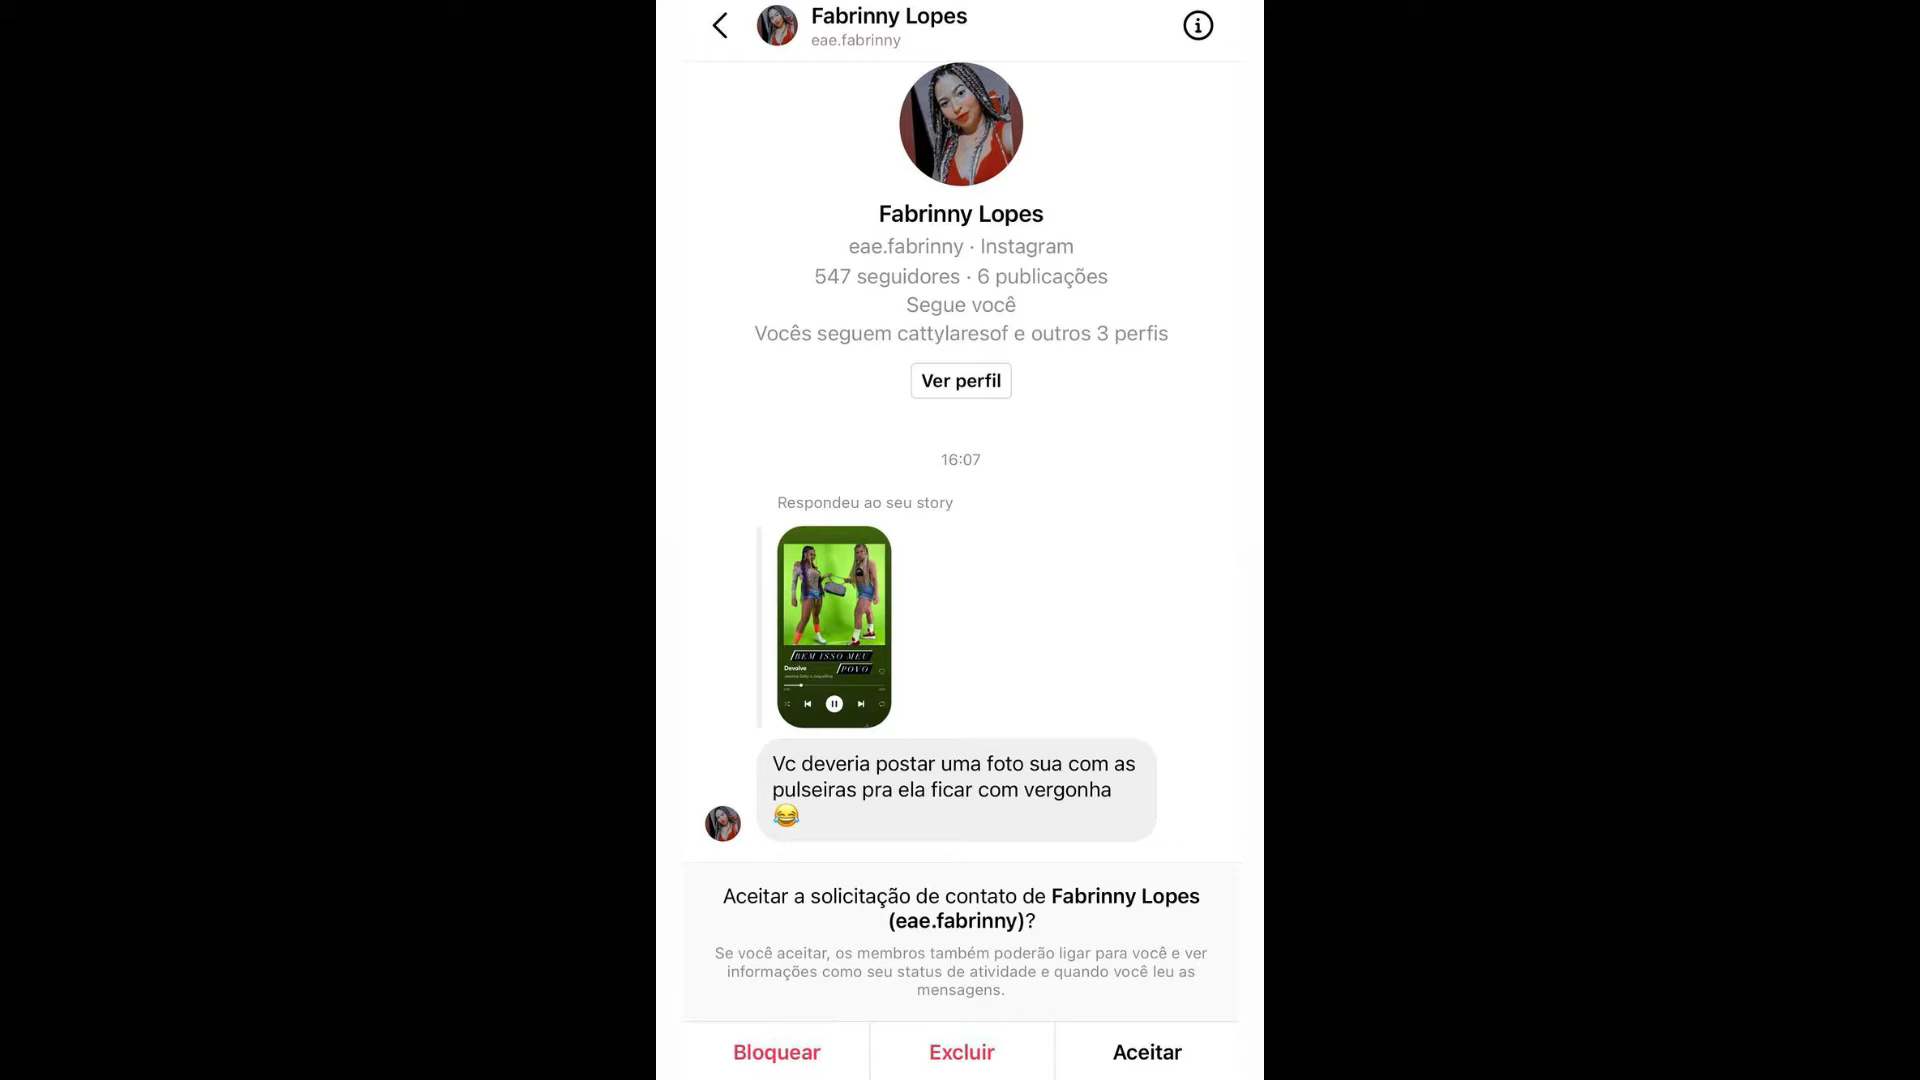 Fabrinny Lopes
eae.fabrinny
Fabrinny Lopes
eae.fabrinny · Instagram
547 seguidores · 6 publicações
Segue você
Vocês seguem cattylaresof e outros 3 perfis
Ver perfil
16:07
Respondeu ao seu story
BEM ISSO MEU
POVO
Devolve
Vc deveria postar uma foto sua com as
pulseiras pra ela ficar com vergonha
😂
Aceitar a solicitação de contato de Fabrinny Lopes
(eae.fabrinny)?
Se você aceitar, os membros também poderão ligar para você e ver
informações como seu status de atividade e quando você leu as
mensagens.
Bloquear
Excluir
Aceitar